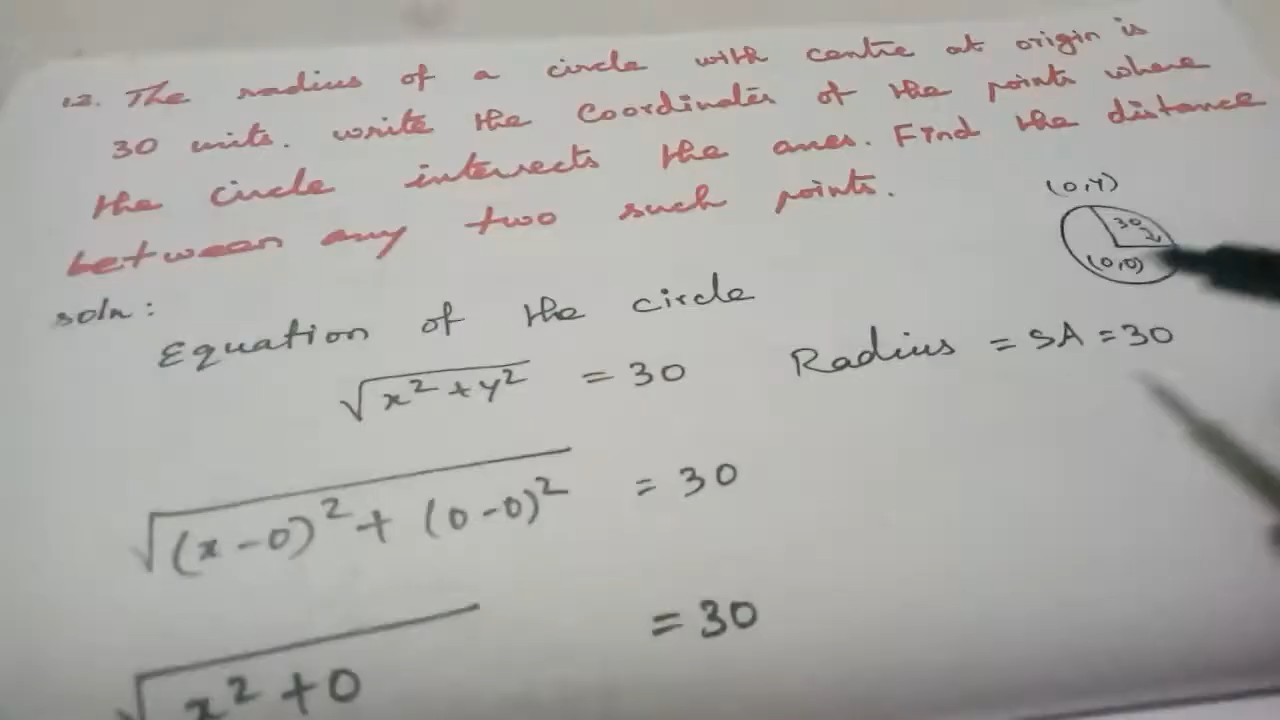 12. The radius of a circle with centre at origin is
30 units. write the coordinates of the points where
the circle intersects the axes. Find the distance
between any two such points.
(0,y)
30
(0,0)
soln:
Equation of the circle
√x²+y² = 30 Radius = SA = 30
√(x-0)²+(0-0)² = 30
√x²+0 = 30